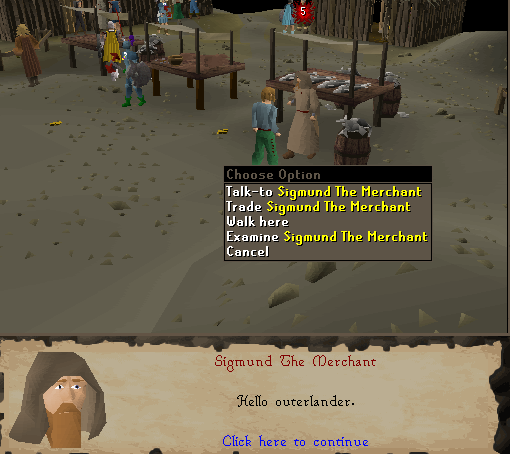 5
Choose Option
Talk-to Sigmund The Merchant
Trade Sigmund The Merchant
Walk here
Examine Sigmund The Merchant
Cancel
Sigmund The Merchant
Hello outerlander.
Click here to continue